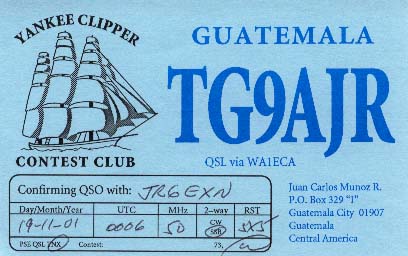 YANKEE CLIPPER
CONTEST CLUB
GUATEMALA
TG9AJR
QSL via WA1ECA
Confirming QSO with: JR6EXN
Day/Month/Year UTC MHz 2-way RST
19-11-01 0006 50 CW SSB 5X5
PSE QSL TNX Contest: 73,
Juan Carlos Munoz R.
P.O. Box 329 "J"
Guatemala City 01907
Guatemala
Central America